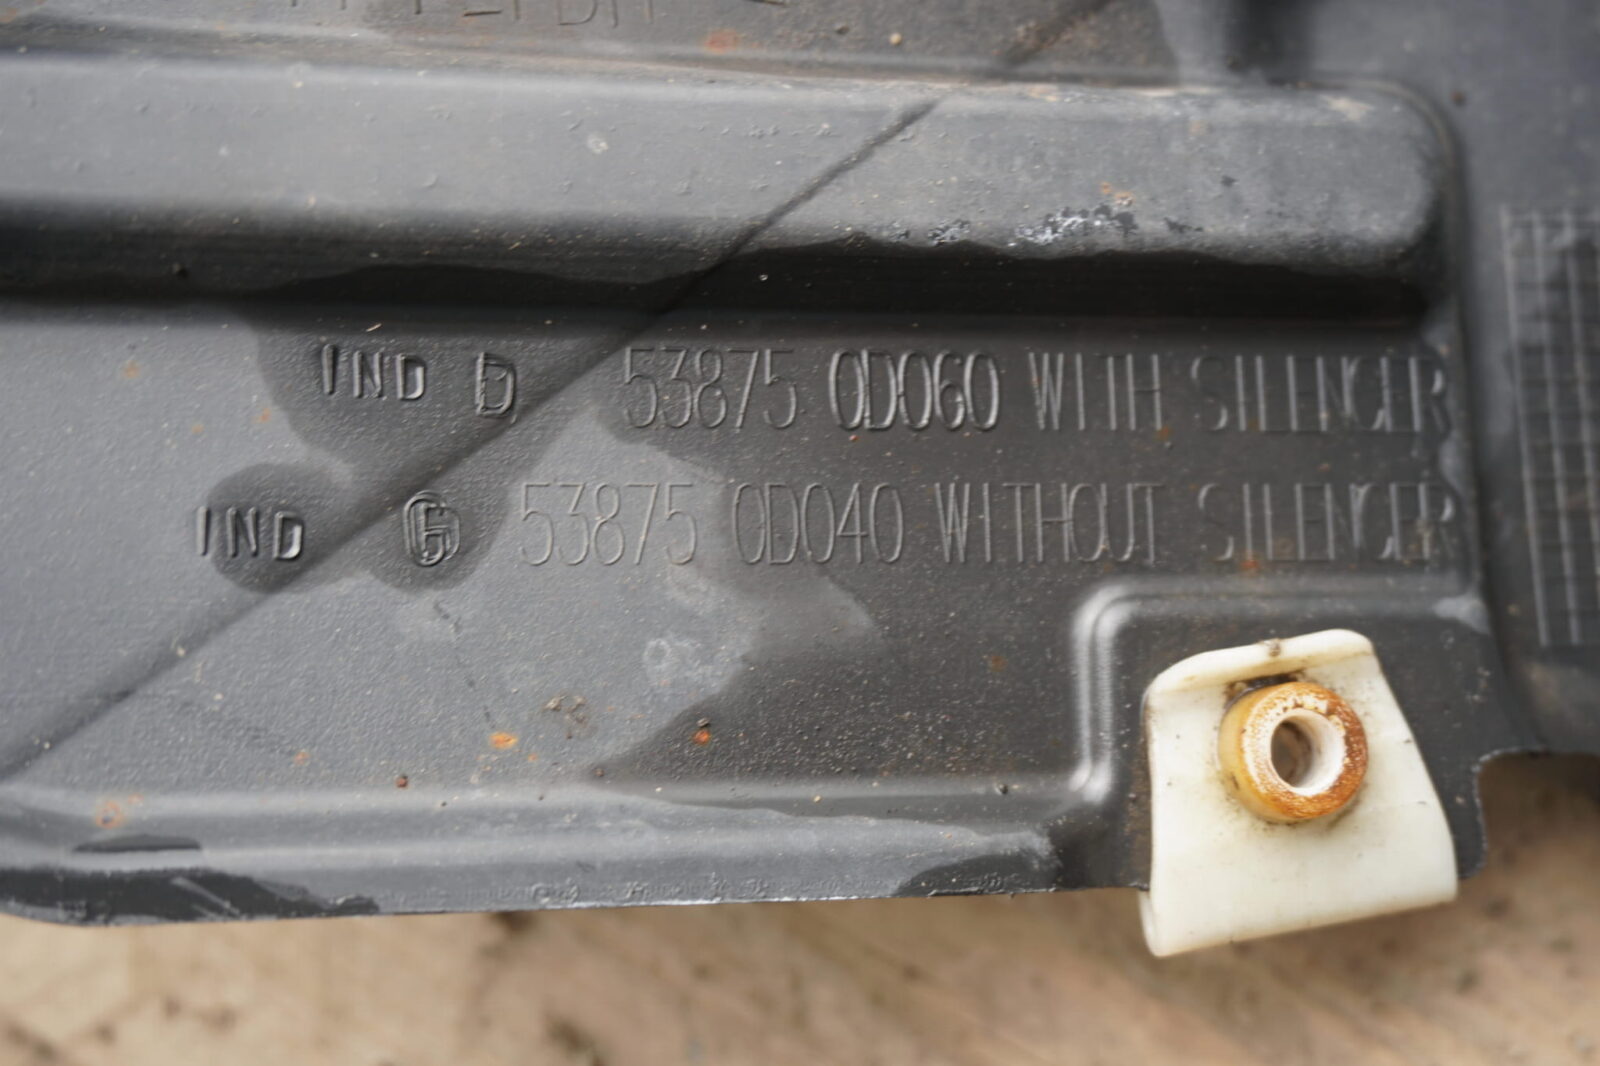 IND D 53875 0D060 WITH SILENCER
IND G 53875 0D040 WITHOUT SILENCER